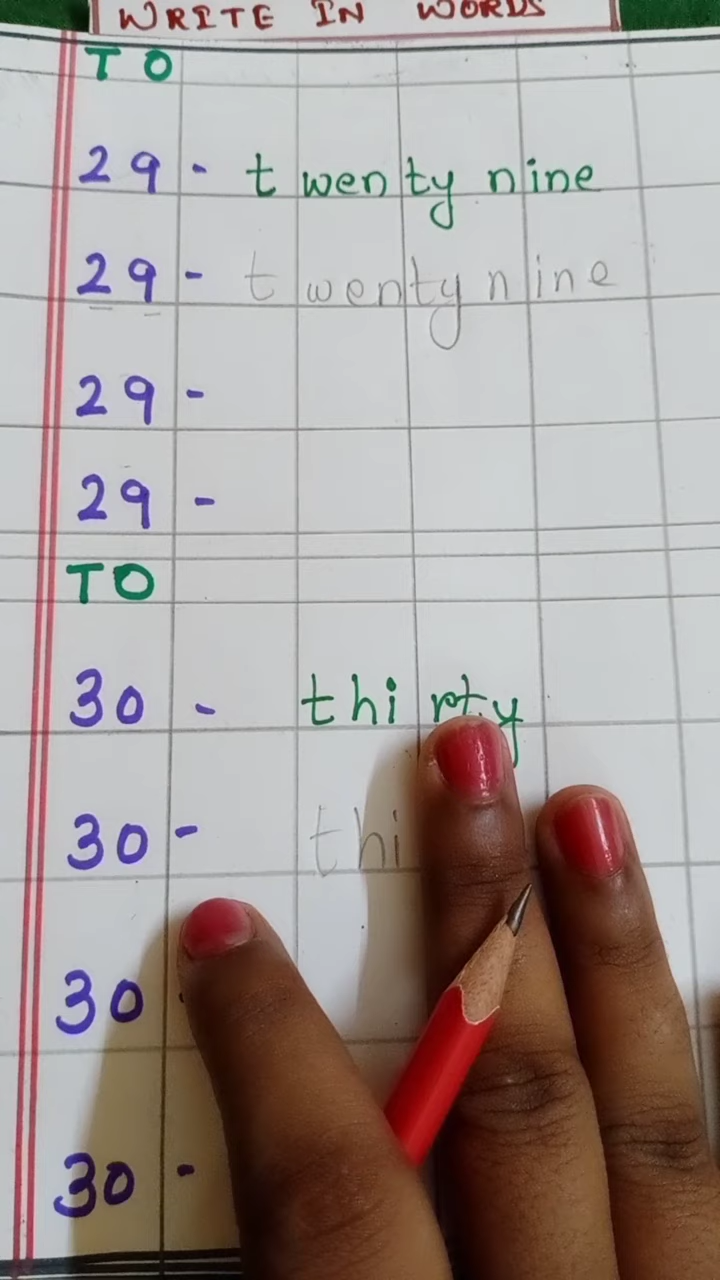 WRITE IN WORDS
TO
29 - twenty nine
29 - twenty nine
29 -
29 -
TO
30 - thirty
30 - thi
30
30 -